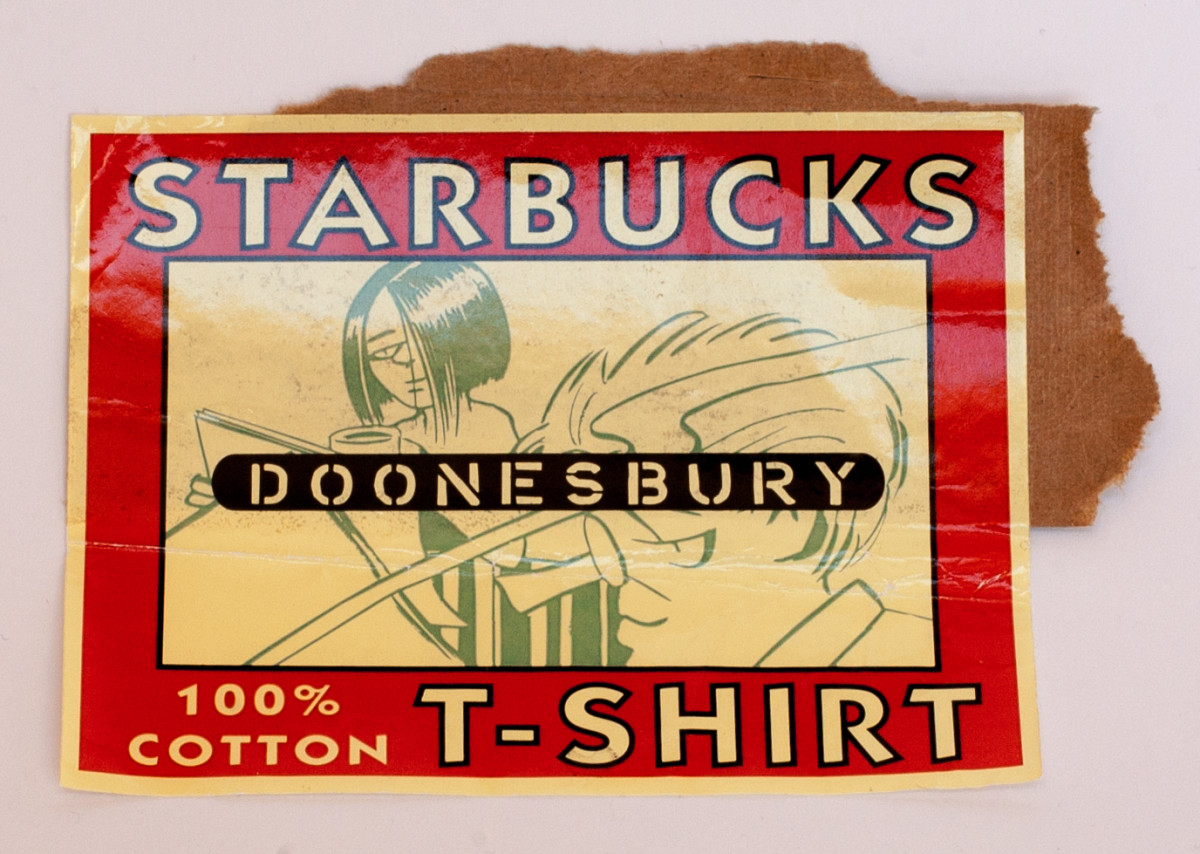 STARBUCKS
DOONESBURY
100%
COTTON
T-SHIRT